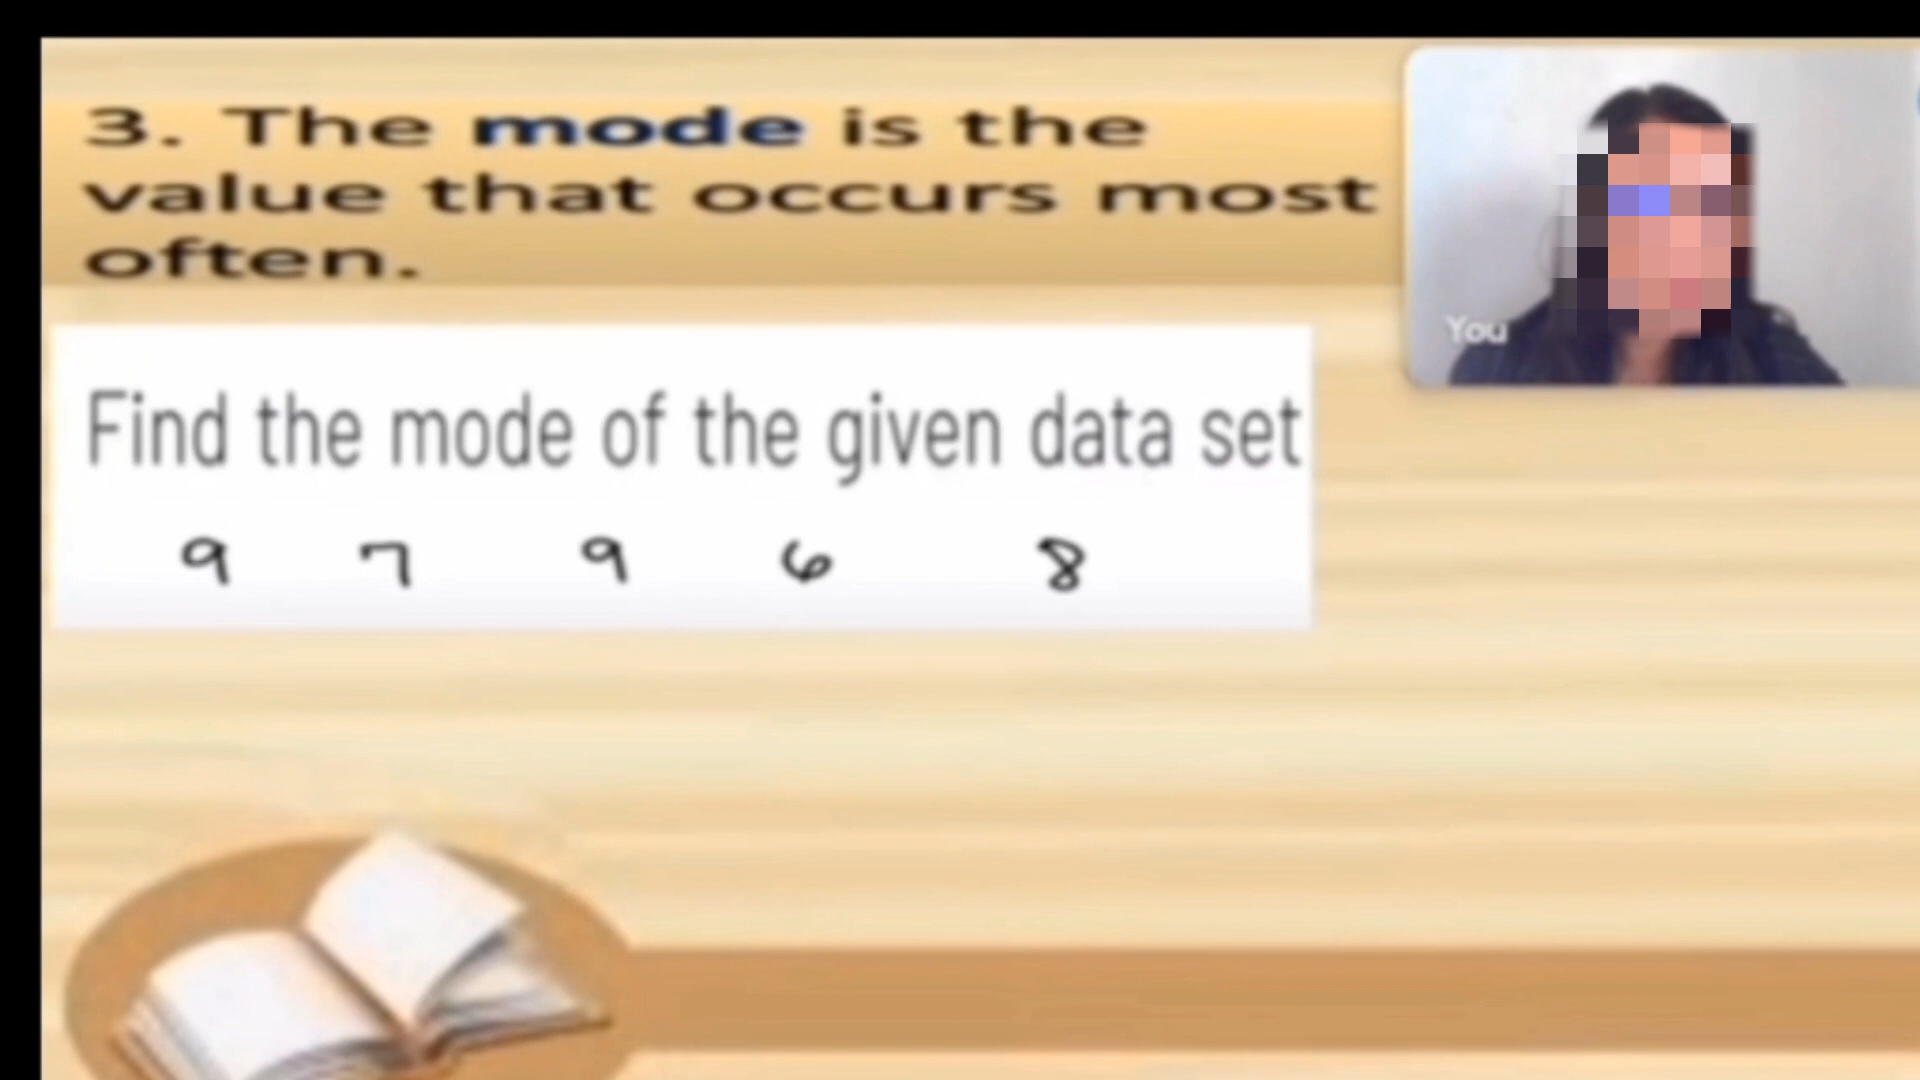 3. The mode is the
value that occurs most
often.
You
Find the mode of the given data set
9 7 9 6 8